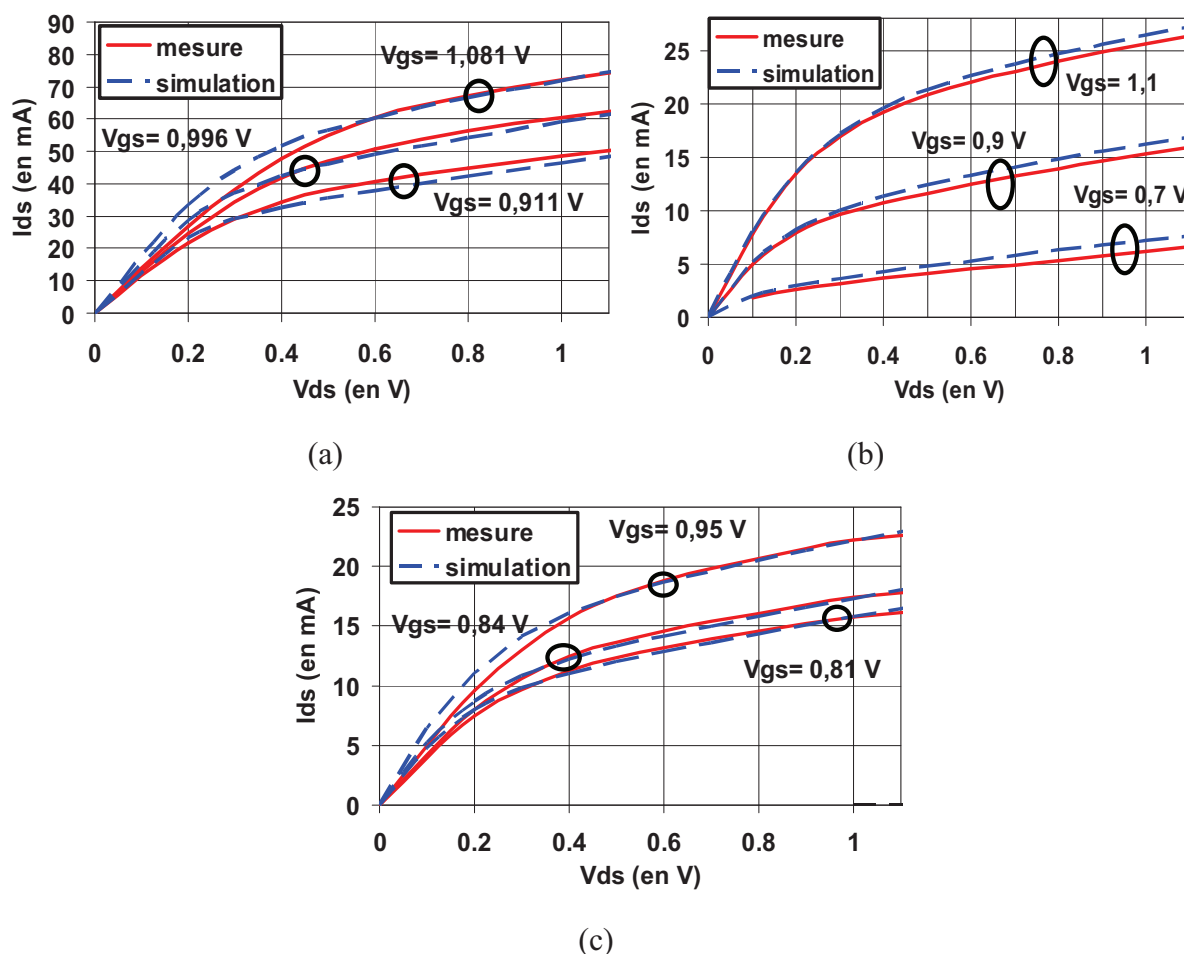 90
80
70
60
50
40
30
20
10
0
Ids (en mA)
mesure
simulation
Vgs= 1,081 V
Vgs= 0,996 V
Vgs= 0,911 V
0 0.2 0.4 0.6 0.8 1
Vds (en V)
(a)
25
20
15
10
5
0
Ids (en mA)
mesure
simulation
Vgs= 1,1
Vgs= 0,9 V
Vgs= 0,7 V
0 0.2 0.4 0.6 0.8 1
Vds (en V)
(b)
25
20
15
10
5
0
Ids (en mA)
mesure
simulation
Vgs= 0,95 V
Vgs= 0,84 V
Vgs= 0,81 V
0 0.2 0.4 0.6 0.8 1
Vds (en V)
(c)